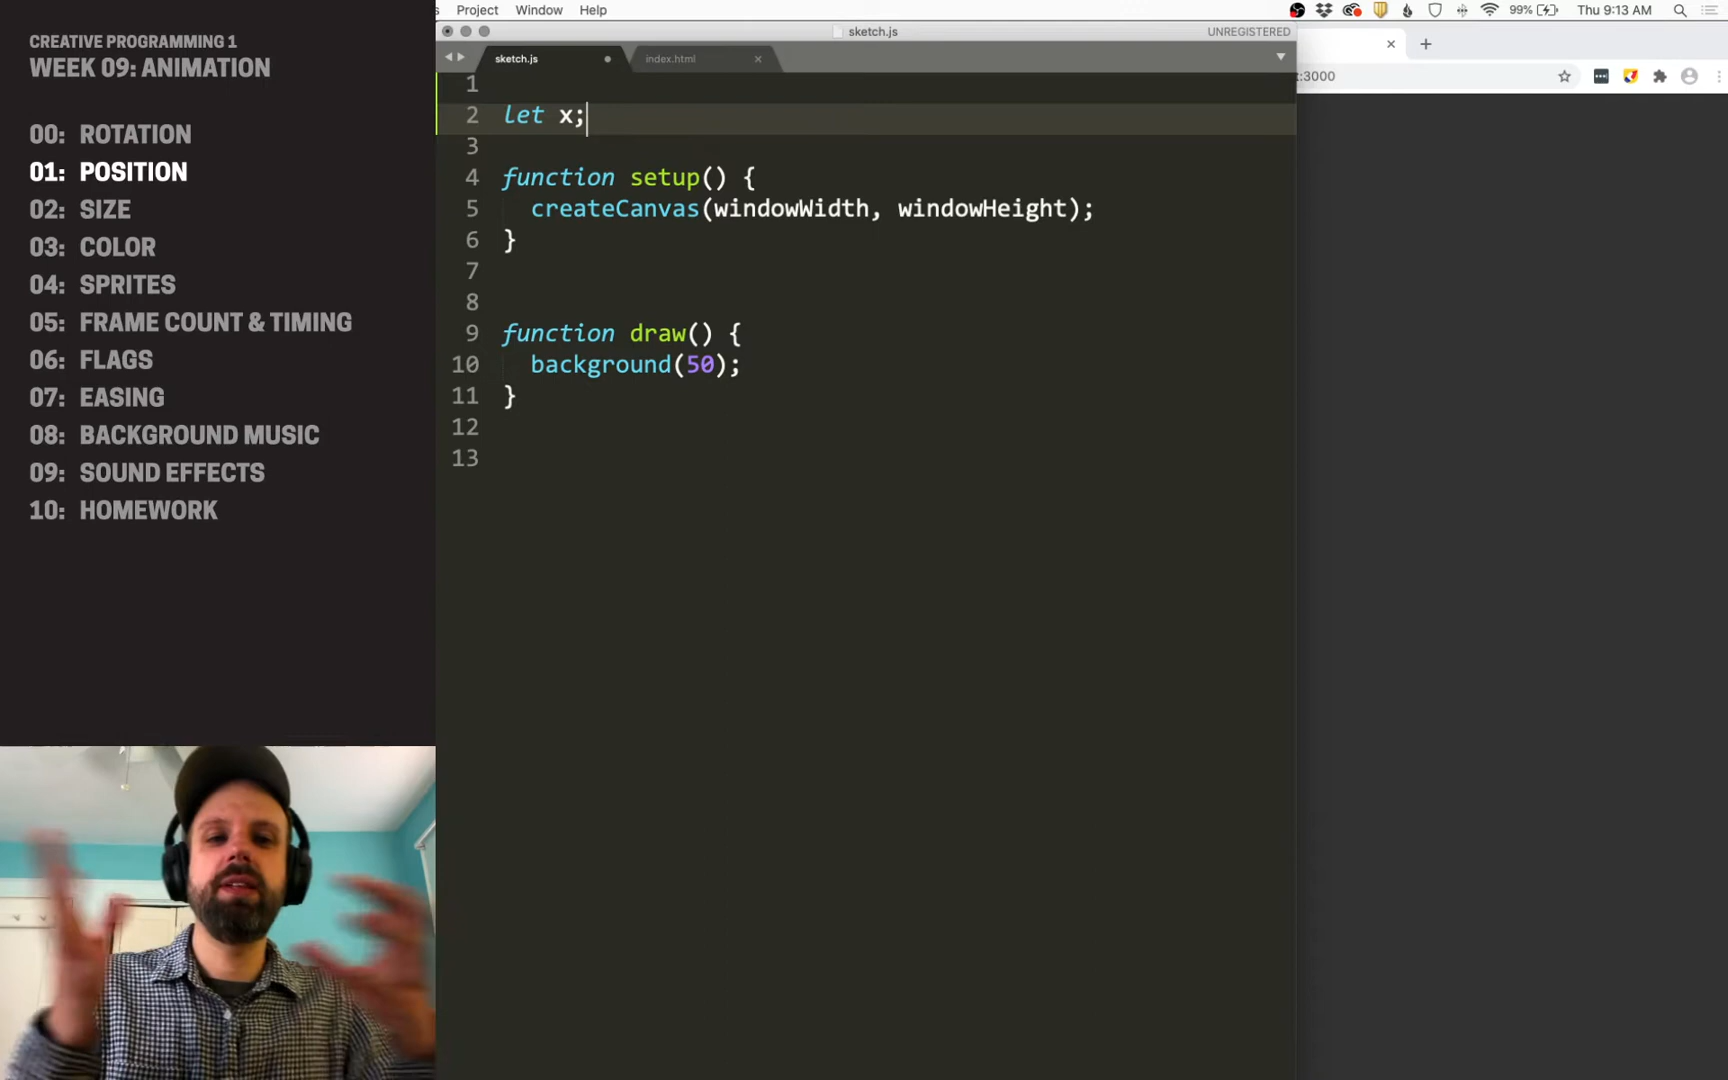 CREATIVE PROGRAMMING 1
WEEK 09: ANIMATION
00: ROTATION
01: POSITION
02: SIZE
03: COLOR
04: SPRITES
05: FRAME COUNT & TIMING
06: FLAGS
07: EASING
08: BACKGROUND MUSIC
09: SOUND EFFECTS
10: HOMEWORK
s Project Window Help
99% Thu 9:13 AM
sketch.js UNREGISTERED
sketch.js index.html
:3000
1
2 let x;
3
4 function setup() {
5 createCanvas(windowWidth, windowHeight);
6 }
7
8
9 function draw() {
10 background(50);
11 }
12
13